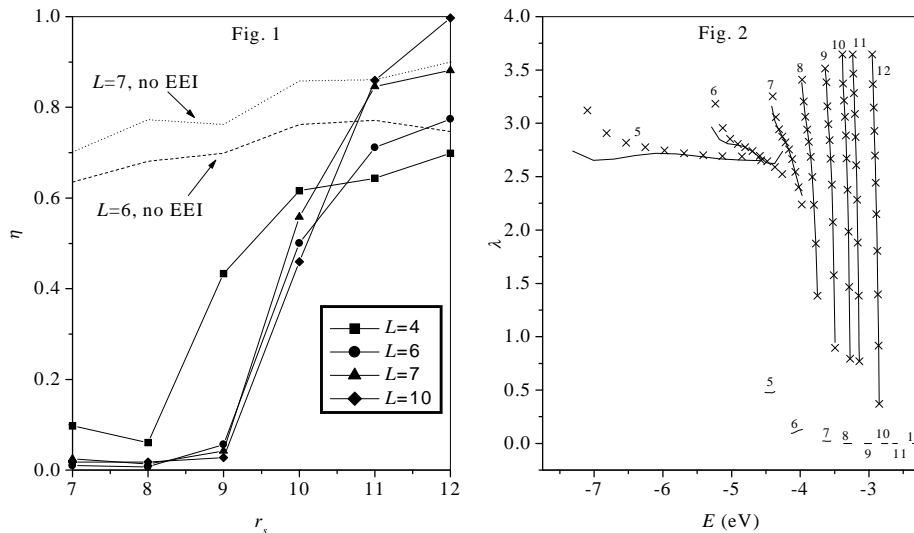 Fig. 1
1.0
0.8
0.6
0.4
0.2
0.0
η
L=7, no EEI
L=6, no EEI
L=4
L=6
L=7
L=10
7 8 9 10 11 12
r_s
Fig. 2
4.0
3.5
3.0
2.5
2.0
1.5
1.0
0.5
0.0
λ
5 6 7 8 9 10 11 12
5
6
7 8 9 10 11
-7 -6 -5 -4 -3
E (eV)